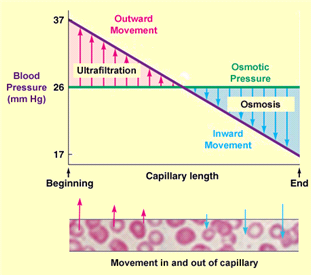 37
Outward
Movement
Ultrafiltration
Osmotic
Pressure
Blood
Pressure
(mm Hg)
26
Osmosis
Inward
Movement
17
Beginning
Capillary length
End
Movement in and out of capillary